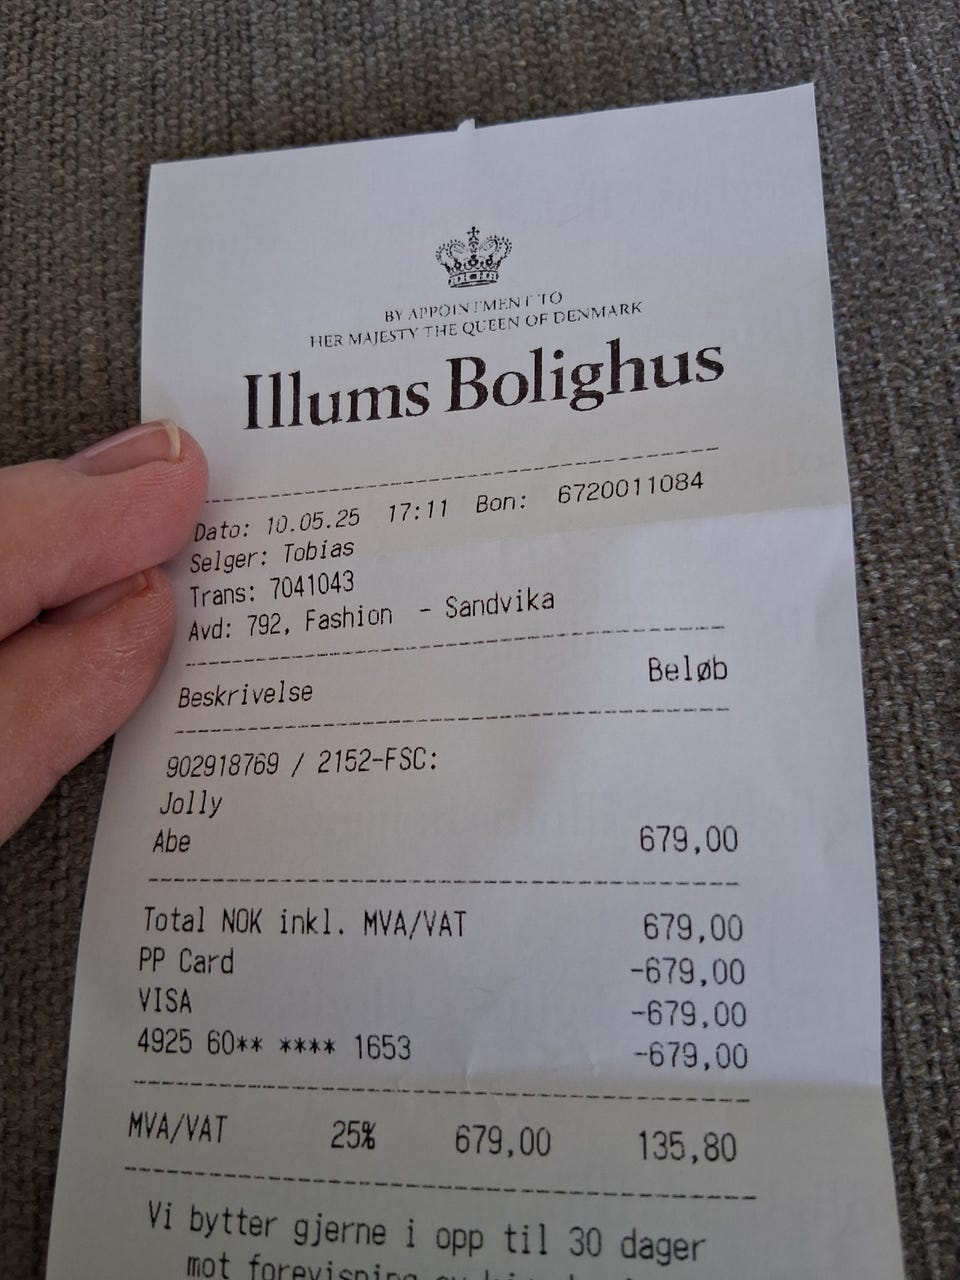 BY APPOINTMENT TO
HER MAJESTY THE QUEEN OF DENMARK
Illums Bolighus
Dato: 10.05.25 17:11 Bon: 6720011084
Selger: Tobias
Trans: 7041043
Avd: 792, Fashion - Sandvika
Beskrivelse Beløb
902918769 / 2152-FSC:
Jolly
Abe 679,00
Total NOK inkl. MVA/VAT 679,00
PP Card -679,00
VISA -679,00
4925 60** **** 1653 -679,00
MVA/VAT 25% 679,00 135,80
Vi bytter gjerne i opp til 30 dager
mot forevisning